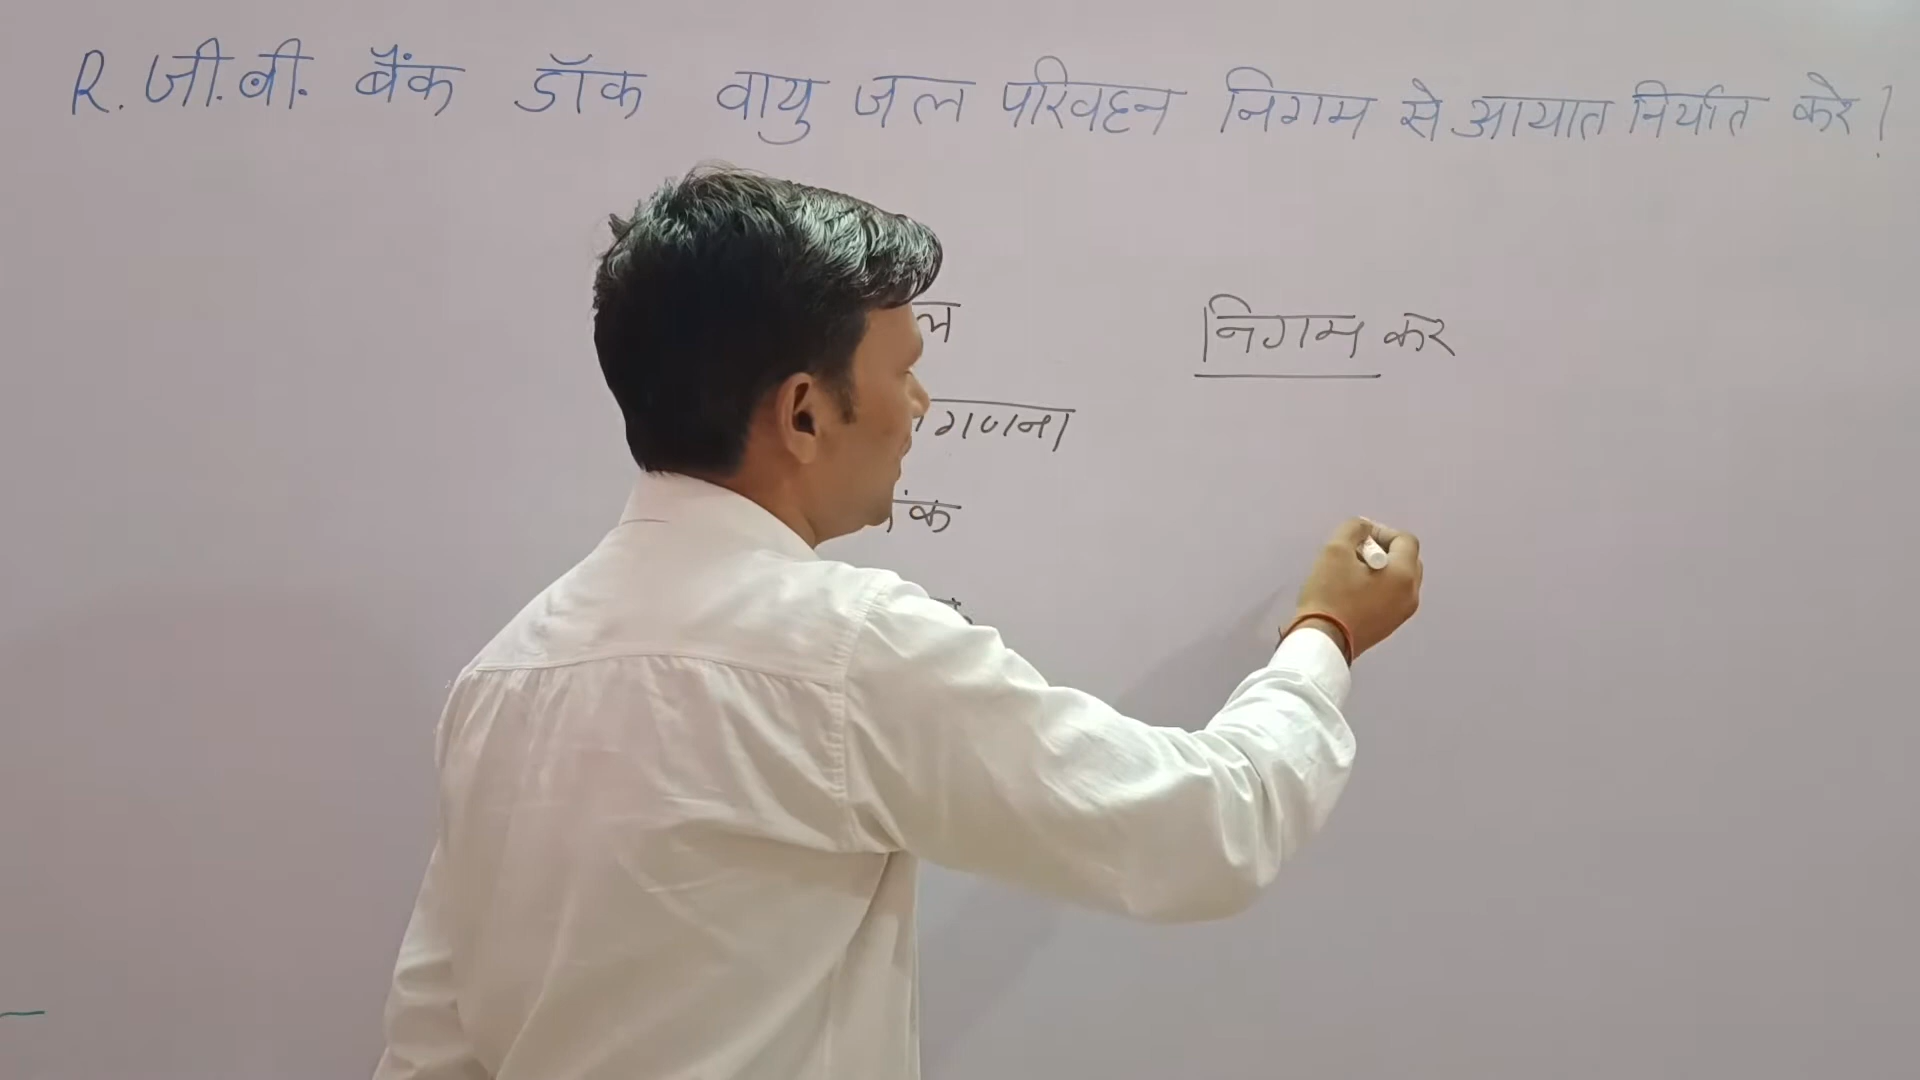 R. जी.बी. बैंक डॉक वायु जल परिवहन निगम से आयात निर्यात करे।
निगम कर